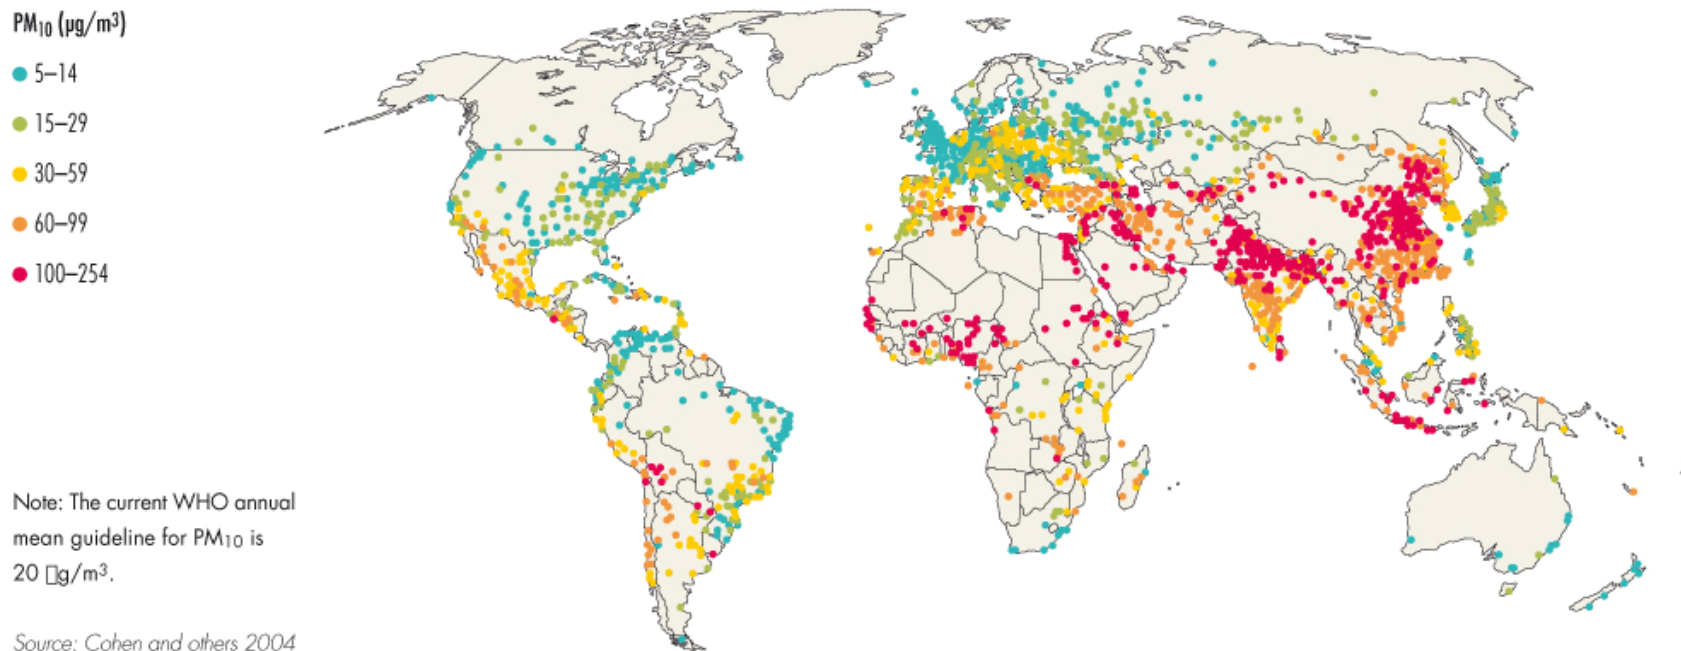 PM₁₀ (µg/m³)
5–14
15–29
30–59
60–99
100–254
Note: The current WHO annual
mean guideline for PM₁₀ is
20 □g/m³.
Source: Cohen and others 2004